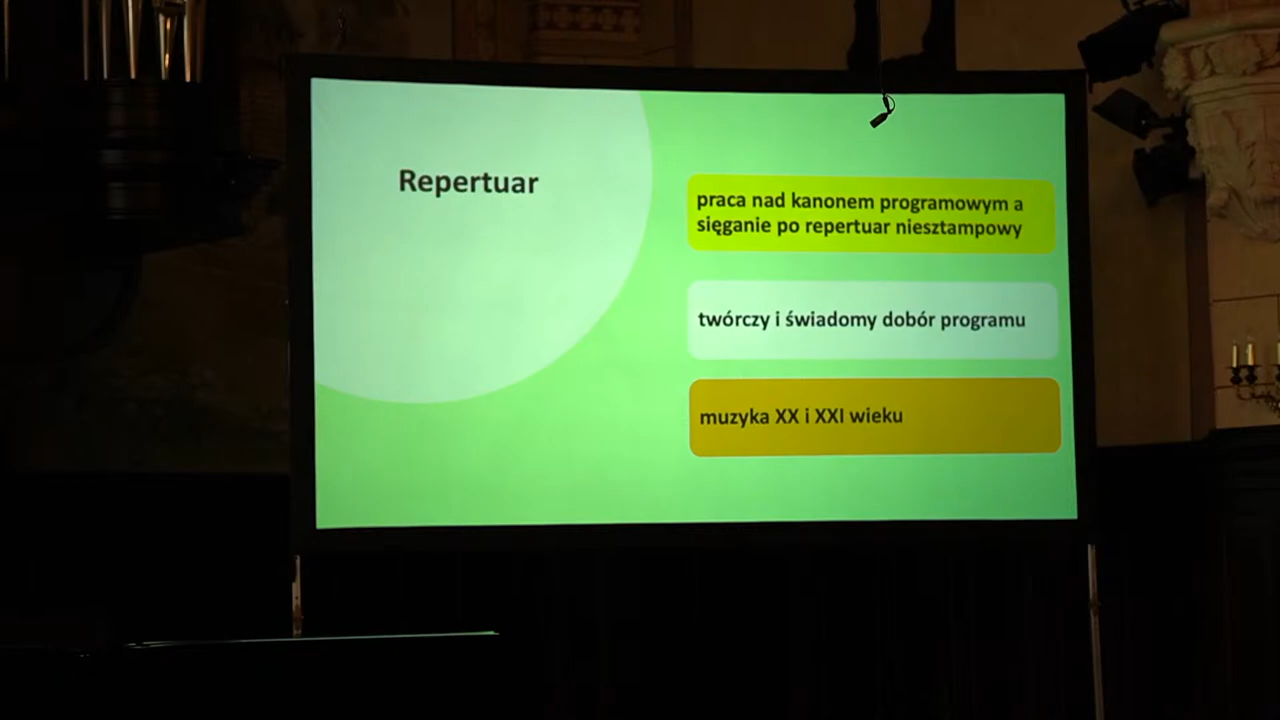 Repertuar
praca nad kanonem programowym a
sięganie po repertuar niesztampowy
twórczy i świadomy dobór programu
muzyka XX i XXI wieku